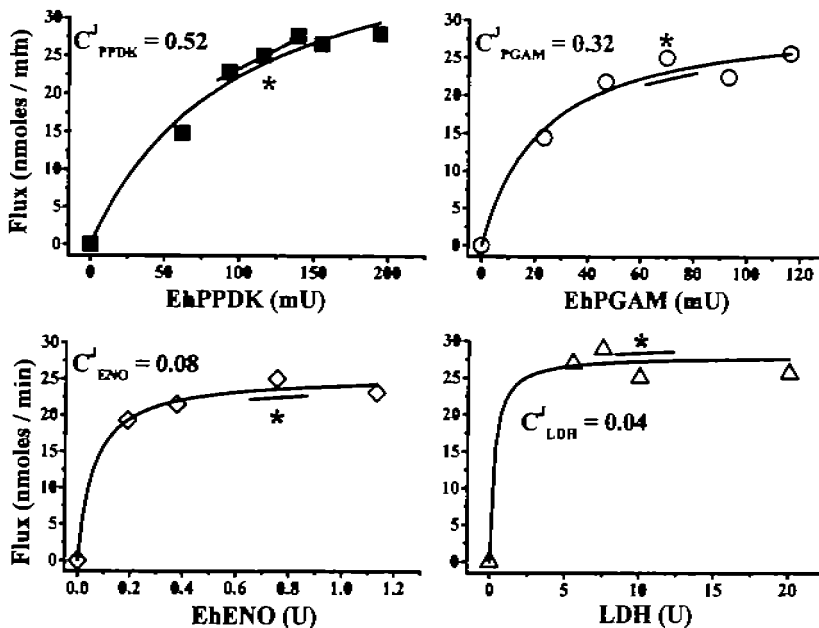 30
25
20
15
10
5
0
Flux (nmoles / min)
C^J_PPDK = 0.52
*
0 50 100 150 200
EhPPDK (mU)
30
25
20
15
10
5
0
C^J_PGAM = 0.32
*
0 20 40 60 80 100 120
EhPGAM (mU)
30
25
20
15
10
5
0
Flux (nmoles / min)
C^J_ENO = 0.08
*
0.0 0.2 0.4 0.6 0.8 1.0 1.2
EhENO (U)
30
25
20
15
10
5
0
*
C^J_LDH = 0.04
0 5 10 15 20
LDH (U)